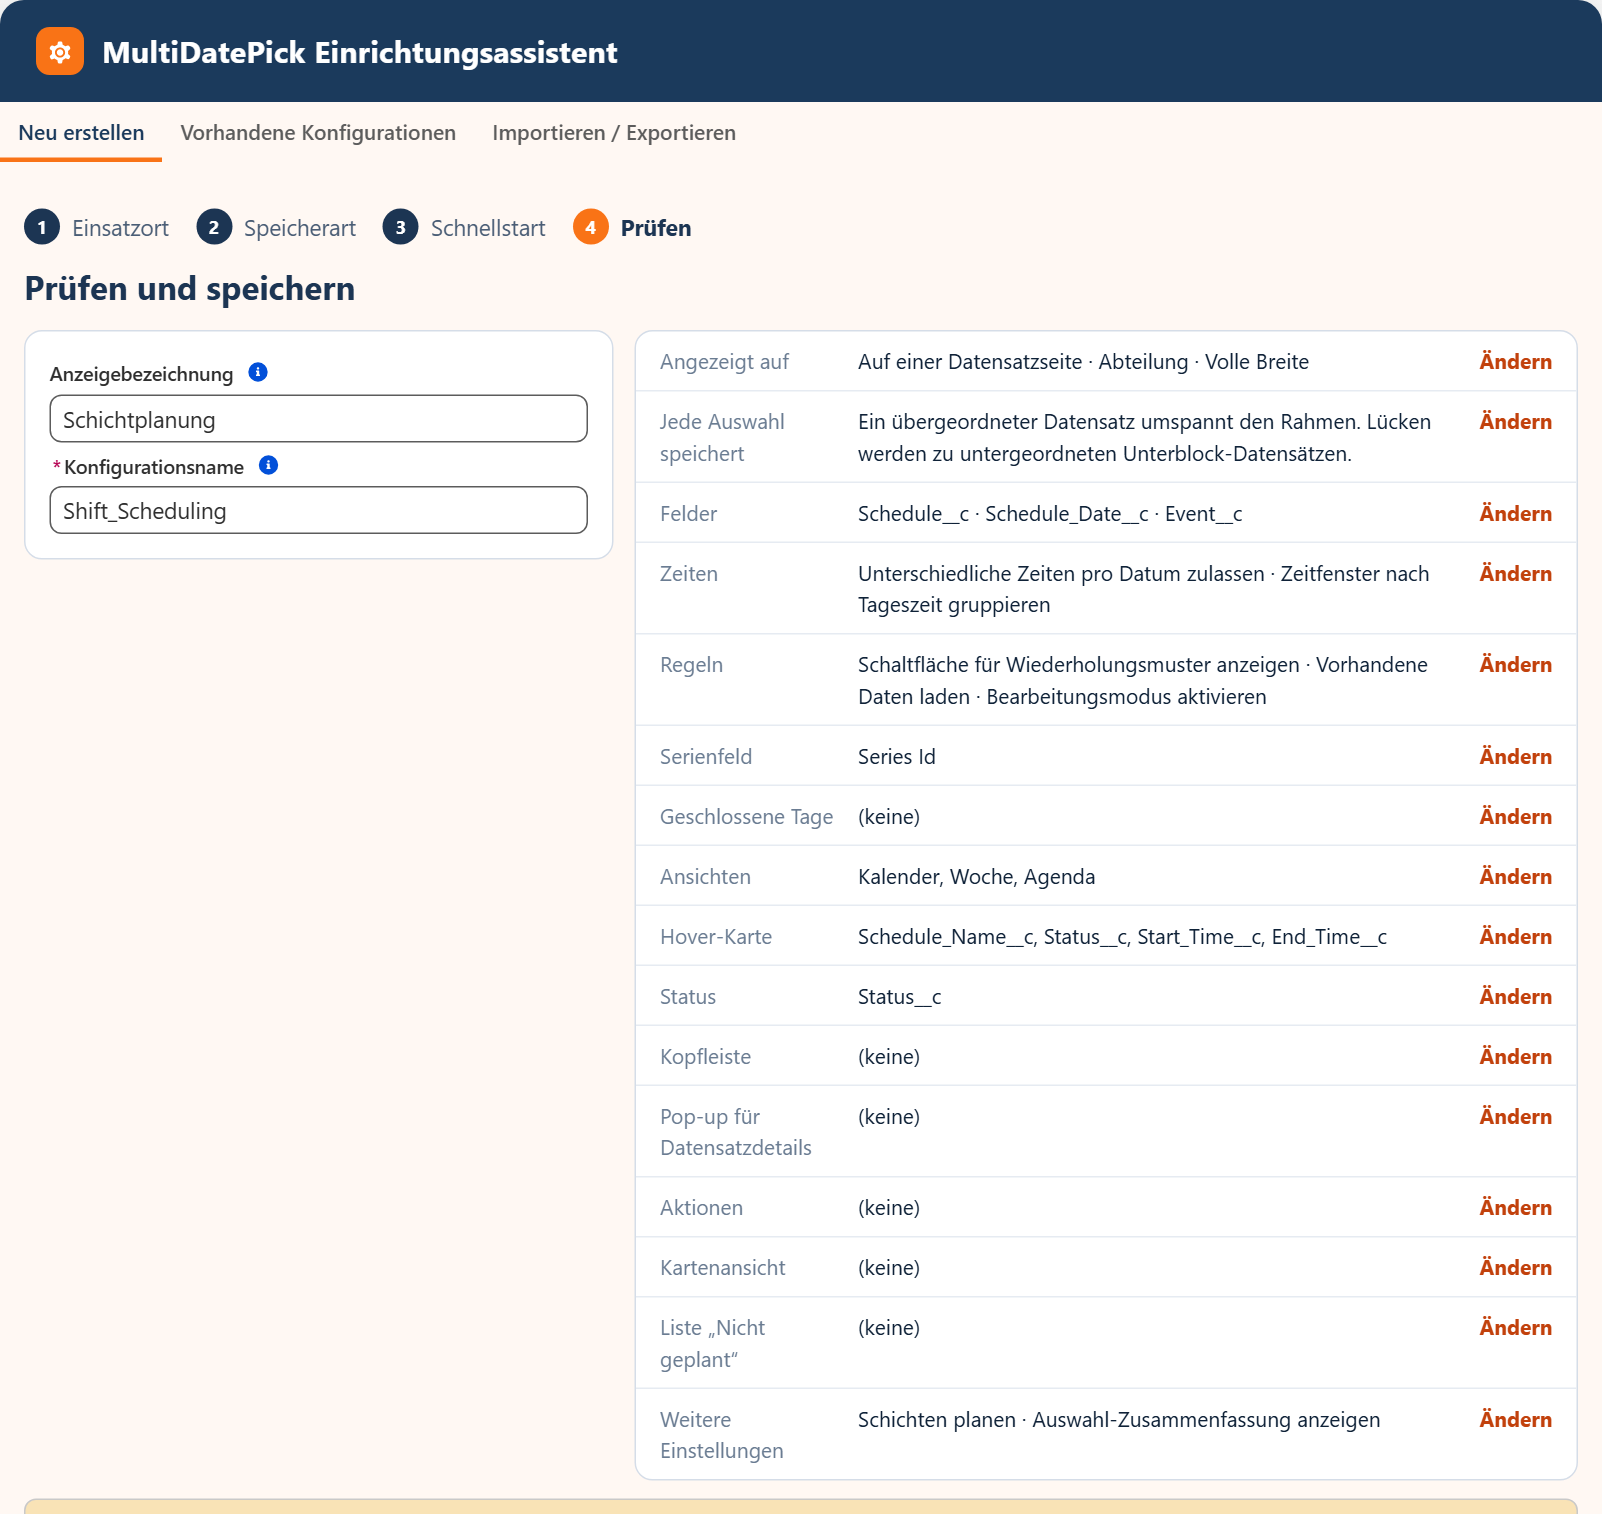 MultiDatePick Einrichtungsassistent
Neu erstellen
Vorhandene Konfigurationen
Importieren / Exportieren
1 Einsatzort
2 Speicherart
3 Schnellstart
4 Prüfen
Prüfen und speichern
Anzeigebezeichnung
Schichtplanung
*Konfigurationsname
Shift_Scheduling
Angezeigt auf
Auf einer Datensatzseite · Abteilung · Volle Breite
Ändern
Jede Auswahl
speichert
Ein übergeordneter Datensatz umspannt den Rahmen. Lücken
werden zu untergeordneten Unterblock-Datensätzen.
Ändern
Felder
Schedule__c · Schedule_Date__c · Event__c
Ändern
Zeiten
Unterschiedliche Zeiten pro Datum zulassen · Zeitfenster nach
Tageszeit gruppieren
Ändern
Regeln
Schaltfläche für Wiederholungsmuster anzeigen · Vorhandene
Daten laden · Bearbeitungsmodus aktivieren
Ändern
Serienfeld
Series Id
Ändern
Geschlossene Tage
(keine)
Ändern
Ansichten
Kalender, Woche, Agenda
Ändern
Hover-Karte
Schedule_Name__c, Status__c, Start_Time__c, End_Time__c
Ändern
Status
Status__c
Ändern
Kopfleiste
(keine)
Ändern
Pop-up für
Datensatzdetails
(keine)
Ändern
Aktionen
(keine)
Ändern
Kartenansicht
(keine)
Ändern
Liste „Nicht
geplant“
(keine)
Ändern
Weitere
Einstellungen
Schichten planen · Auswahl-Zusammenfassung anzeigen
Ändern